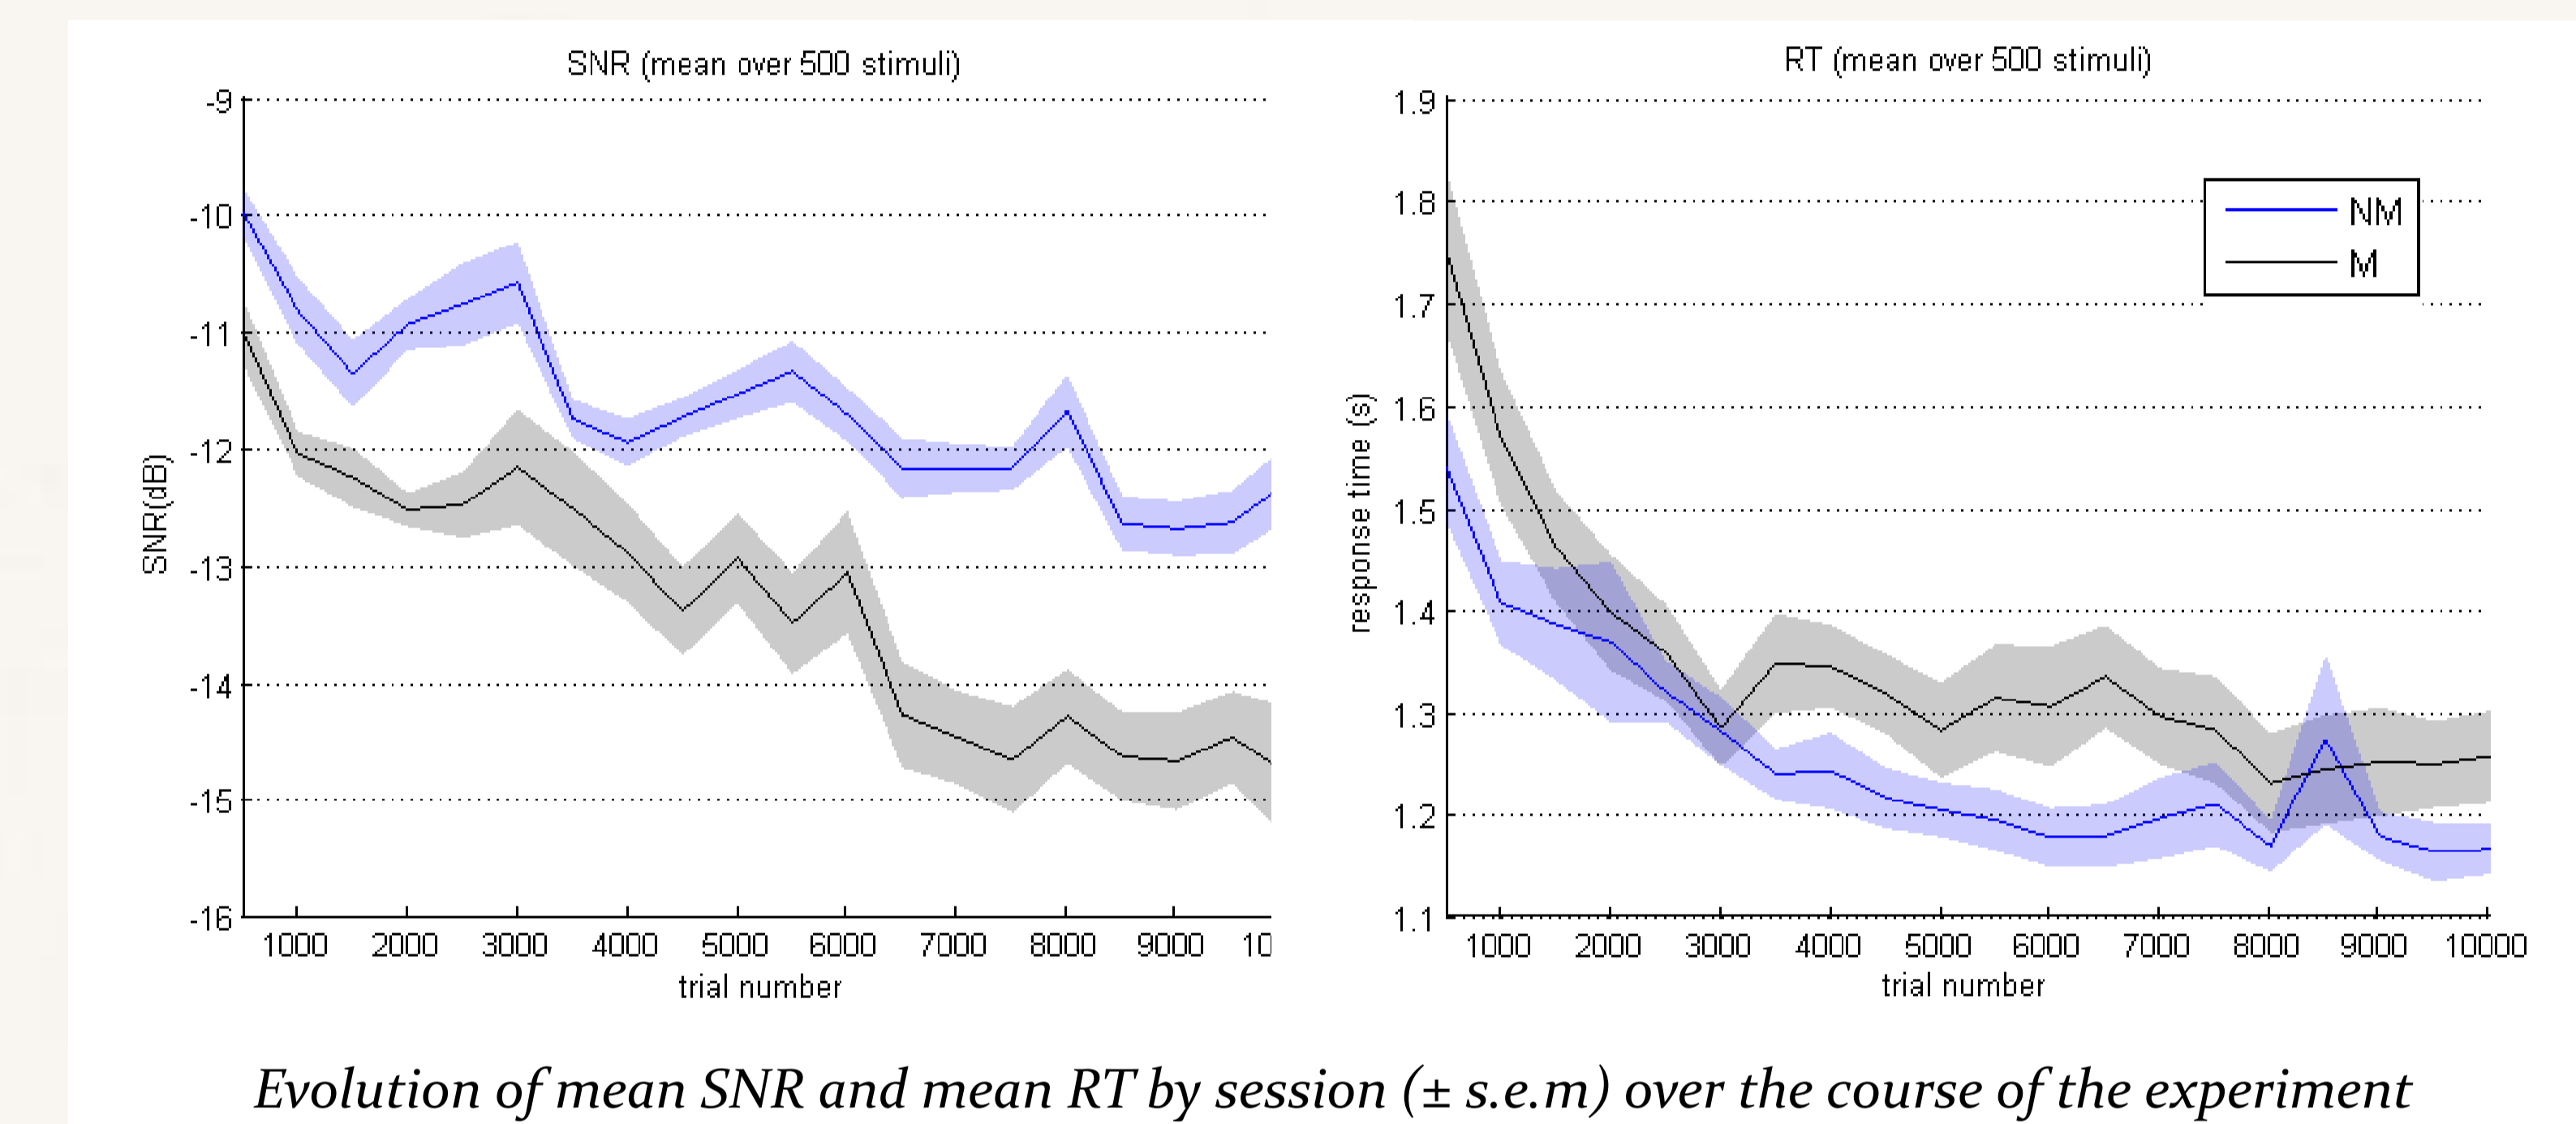 SNR (mean over 500 stimuli)
-9
-10
-11
-12
-13
-14
-15
-16
SNR(dB)
1000 2000 3000 4000 5000 6000 7000 8000 9000 10
trial number
RT (mean over 500 stimuli)
1.9
1.8
1.7
1.6
1.5
1.4
1.3
1.2
1.1
response time (s)
NM
M
1000 2000 3000 4000 5000 6000 7000 8000 9000 10000
trial number
Evolution of mean SNR and mean RT by session (± s.e.m) over the course of the experiment